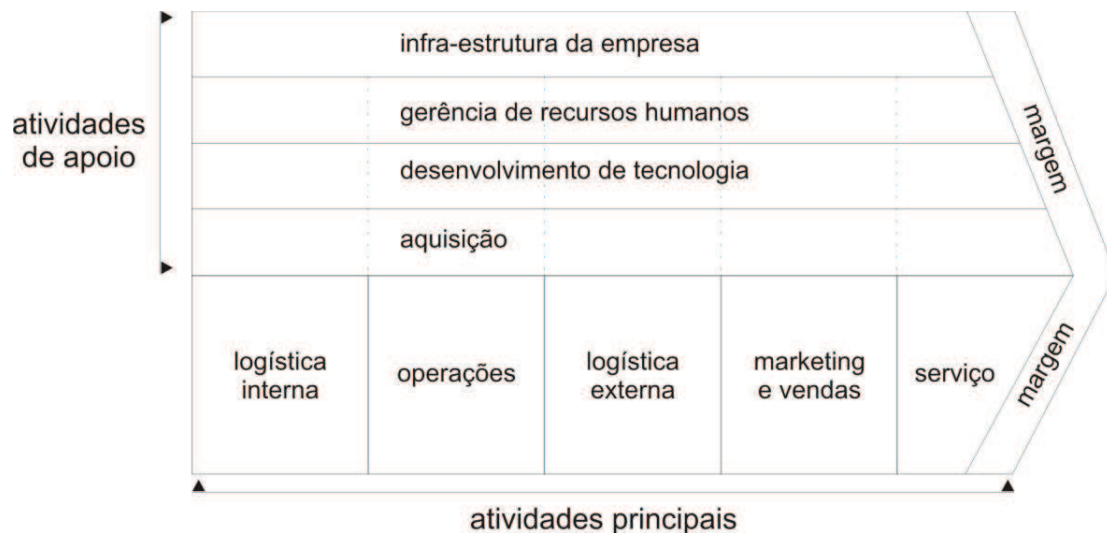 infra-estrutura da empresa
gerência de recursos humanos
desenvolvimento de tecnologia
aquisição
atividades
de apoio
margem
logística
interna
operações
logística
externa
marketing
e vendas
serviço
margem
atividades principais